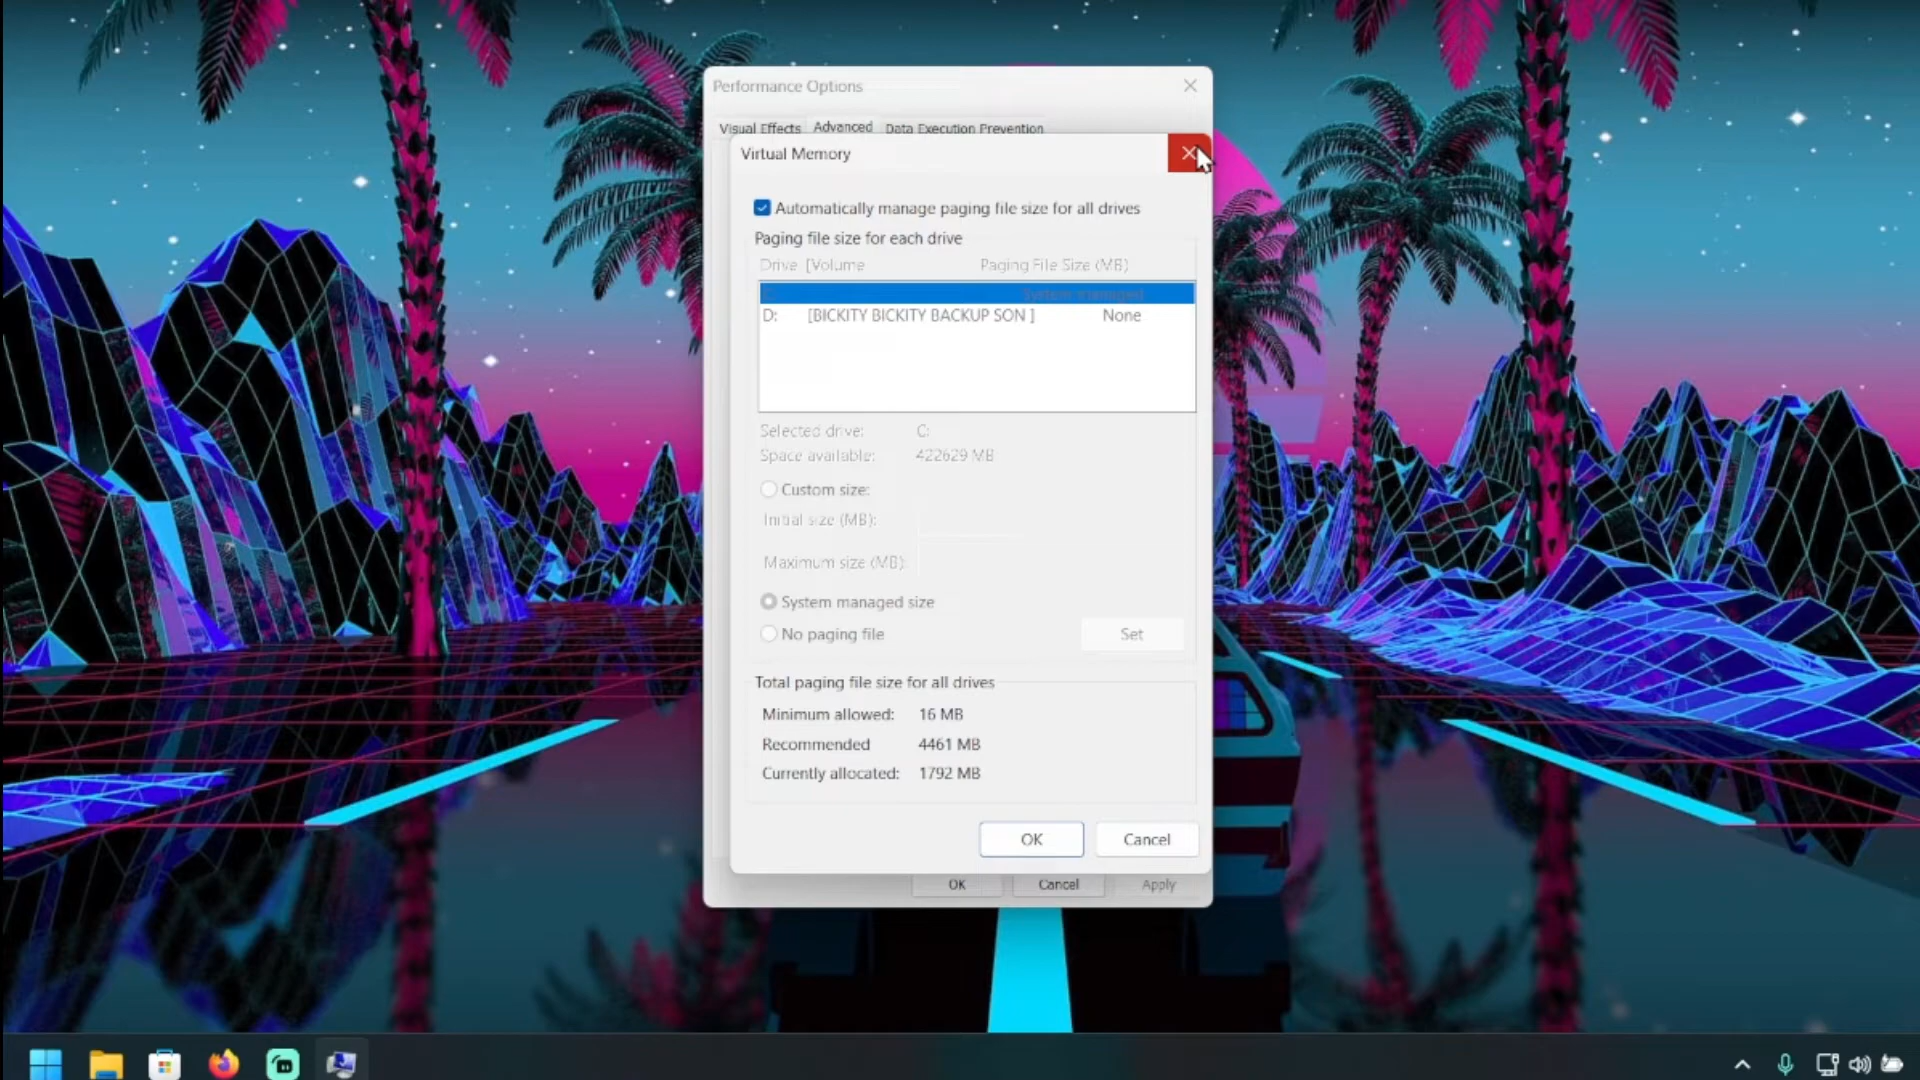 Performance Options
Visual Effects Advanced Data Execution Prevention
Virtual Memory
Automatically manage paging file size for all drives
Paging file size for each drive
Drive [Volume Paging File Size (MB)
System managed
D: [BICKITY BICKITY BACKUP SON ] None
Selected drive: C:
Space available: 422629 MB
Custom size:
Initial size (MB):
Maximum size (MB):
System managed size
No paging file Set
Total paging file size for all drives
Minimum allowed: 16 MB
Recommended 4461 MB
Currently allocated: 1792 MB
OK Cancel
OK Cancel Apply